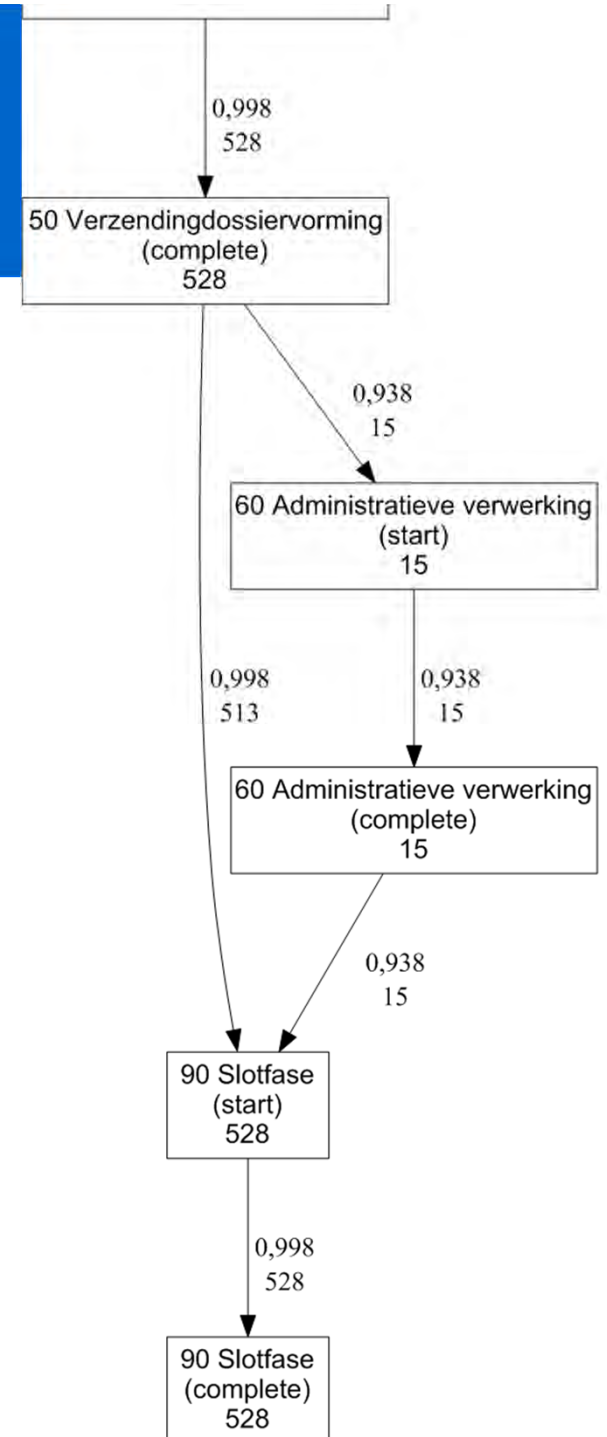 0,998
528
50 Verzendingdossiervorming
(complete)
528
0,938
15
60 Administratieve verwerking
(start)
15
0,998
513
0,938
15
60 Administratieve verwerking
(complete)
15
0,938
15
90 Slotfase
(start)
528
0,998
528
90 Slotfase
(complete)
528